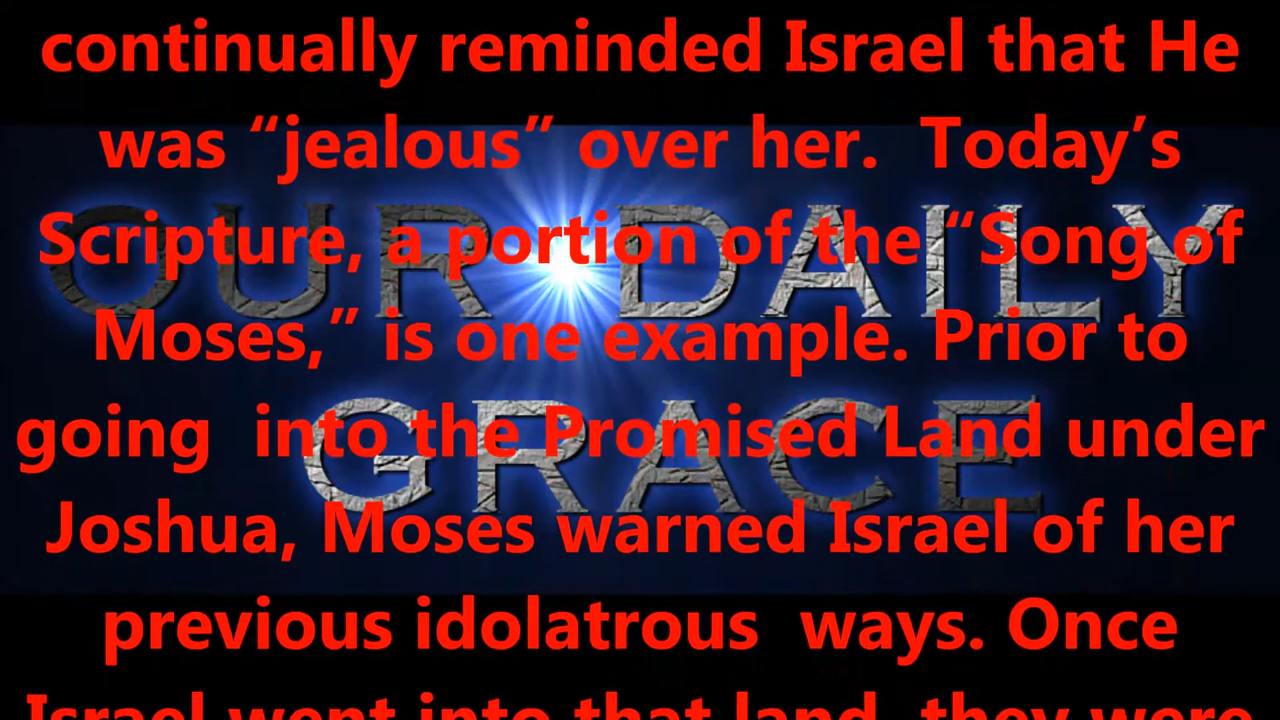 continually reminded Israel that He
was “jealous” over her.  Today’s
Scripture, a portion of the “Song of
Moses,” is one example. Prior to
going  into the Promised Land under
Joshua, Moses warned Israel of her
previous idolatrous  ways. Once
Israel went into that land, they were
OUR DAILY
GRACE